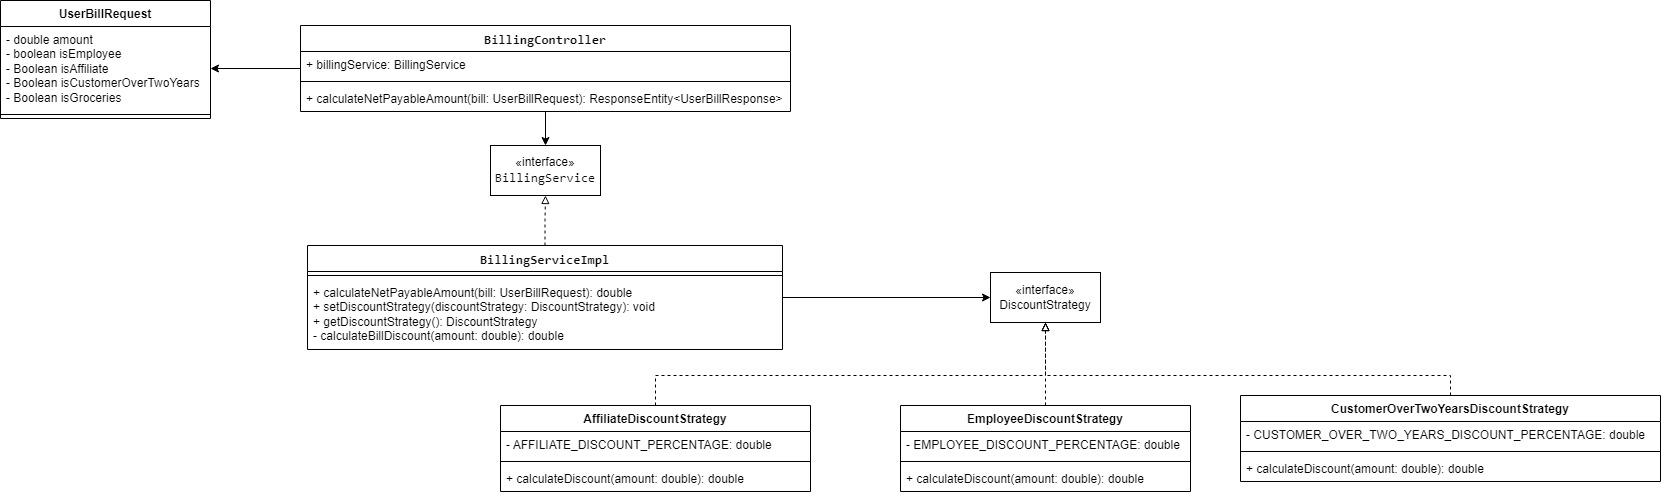 UserBillRequest
- double amount
- boolean isEmployee
- Boolean isAffiliate
- Boolean isCustomerOverTwoYears
- Boolean isGroceries
BillingController
+ billingService: BillingService
+ calculateNetPayableAmount(bill: UserBillRequest): ResponseEntity<UserBillResponse>
«interface»
BillingService
BillingServiceImpl
+ calculateNetPayableAmount(bill: UserBillRequest): double
+ setDiscountStrategy(discountStrategy: DiscountStrategy): void
+ getDiscountStrategy(): DiscountStrategy
- calculateBillDiscount(amount: double): double
«interface»
DiscountStrategy
AffiliateDiscountStrategy
- AFFILIATE_DISCOUNT_PERCENTAGE: double
+ calculateDiscount(amount: double): double
EmployeeDiscountStrategy
- EMPLOYEE_DISCOUNT_PERCENTAGE: double
+ calculateDiscount(amount: double): double
CustomerOverTwoYearsDiscountStrategy
- CUSTOMER_OVER_TWO_YEARS_DISCOUNT_PERCENTAGE: double
+ calculateDiscount(amount: double): double